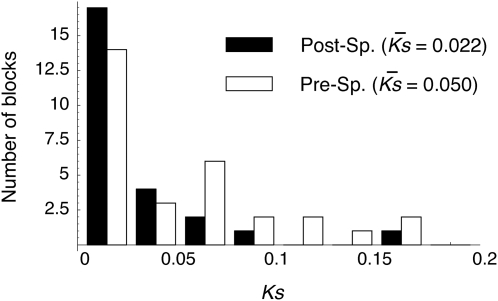 Number of blocks
15
12.5
10
7.5
5
2.5
Post-Sp. (K̄s = 0.022)
Pre-Sp. (K̄s = 0.050)
0 0.05 0.1 0.15 0.2
Ks